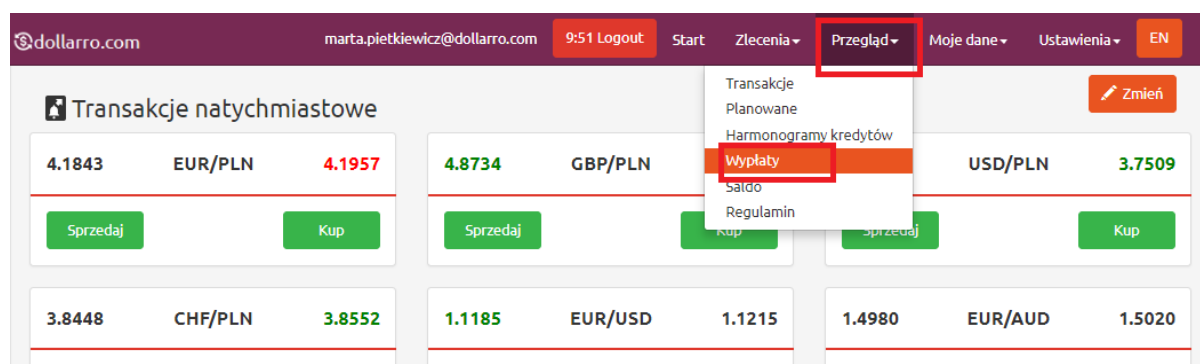 dollarro.com marta.pietkiewicz@dollarro.com 9:51 Logout Start Zlecenia Przegląd Moje dane Ustawienia EN
Transakcje
Planowane
Harmonogramy kredytów
Wypłaty
Saldo
Regulamin
Transakcje natychmiastowe Zmień
4.1843 EUR/PLN 4.1957
4.8734 GBP/PLN
USD/PLN 3.7509
Sprzedaj Kup
Sprzedaj Kup
Sprzedaj Kup
3.8448 CHF/PLN 3.8552
1.1185 EUR/USD 1.1215
1.4980 EUR/AUD 1.5020